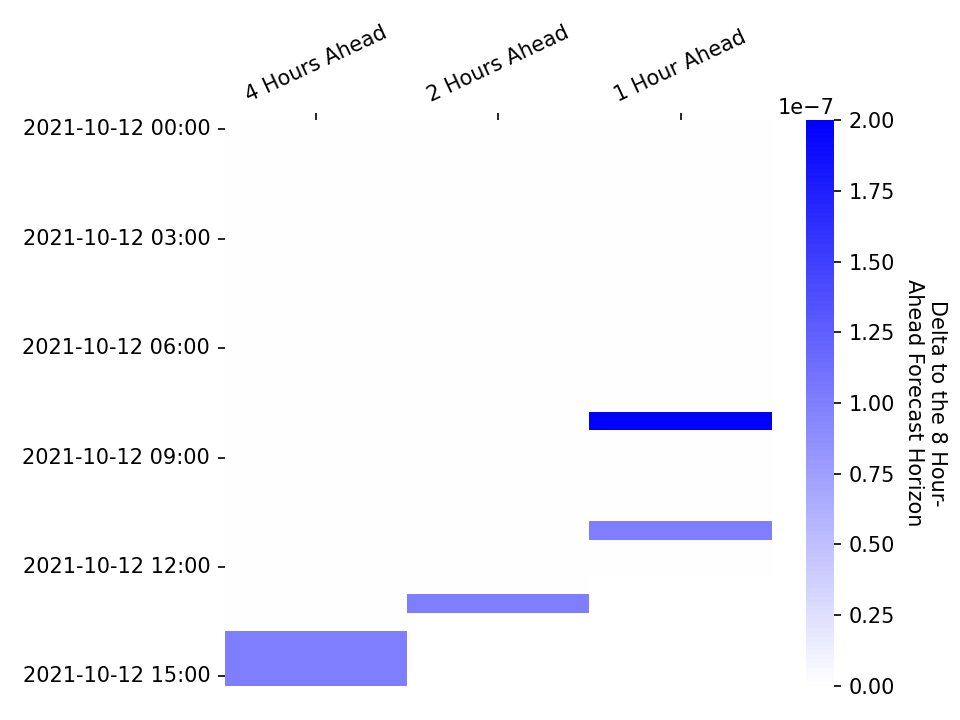 4 Hours Ahead
2 Hours Ahead
1 Hour Ahead
1e−7
2021-10-12 00:00
2021-10-12 03:00
2021-10-12 06:00
2021-10-12 09:00
2021-10-12 12:00
2021-10-12 15:00
2.00
1.75
1.50
1.25
1.00
0.75
0.50
0.25
0.00
Delta to the 8 Hour-
Ahead Forecast Horizon